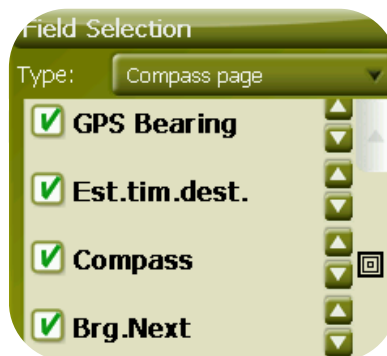 Field Selection
Type: Compass page
GPS Bearing
Est.tim.dest.
Compass
Brg.Next